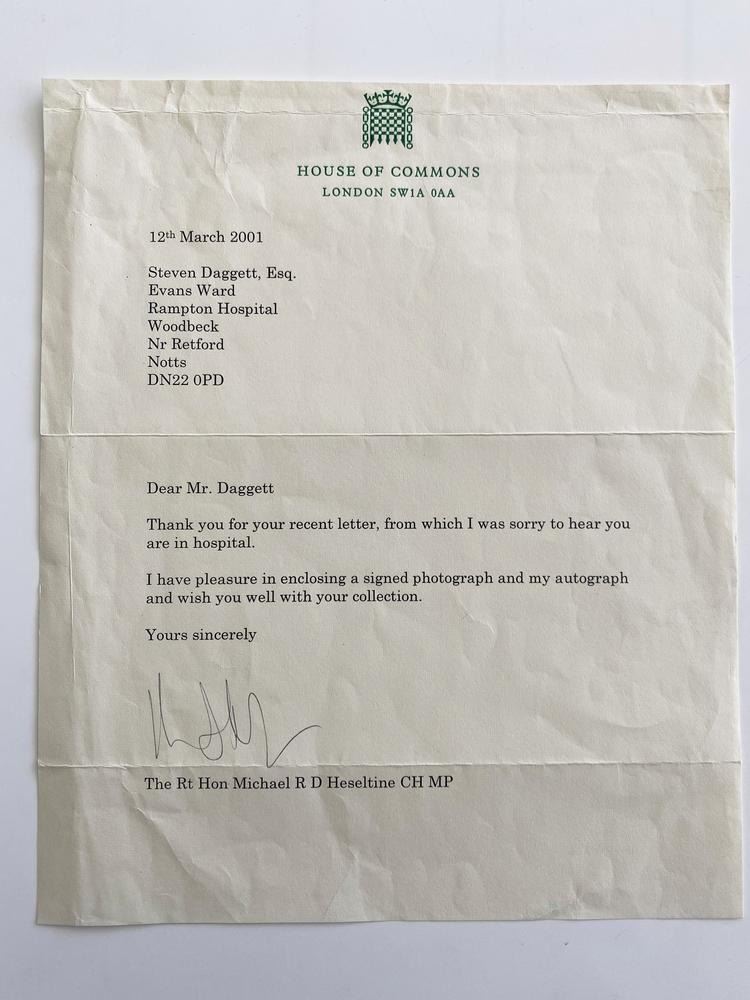 HOUSE OF COMMONS
LONDON SW1A 0AA
12th March 2001
Steven Daggett, Esq.
Evans Ward
Rampton Hospital
Woodbeck
Nr Retford
Notts
DN22 0PD
Dear Mr. Daggett
Thank you for your recent letter, from which I was sorry to hear you
are in hospital.
I have pleasure in enclosing a signed photograph and my autograph
and wish you well with your collection.
Yours sincerely
The Rt Hon Michael R D Heseltine CH MP